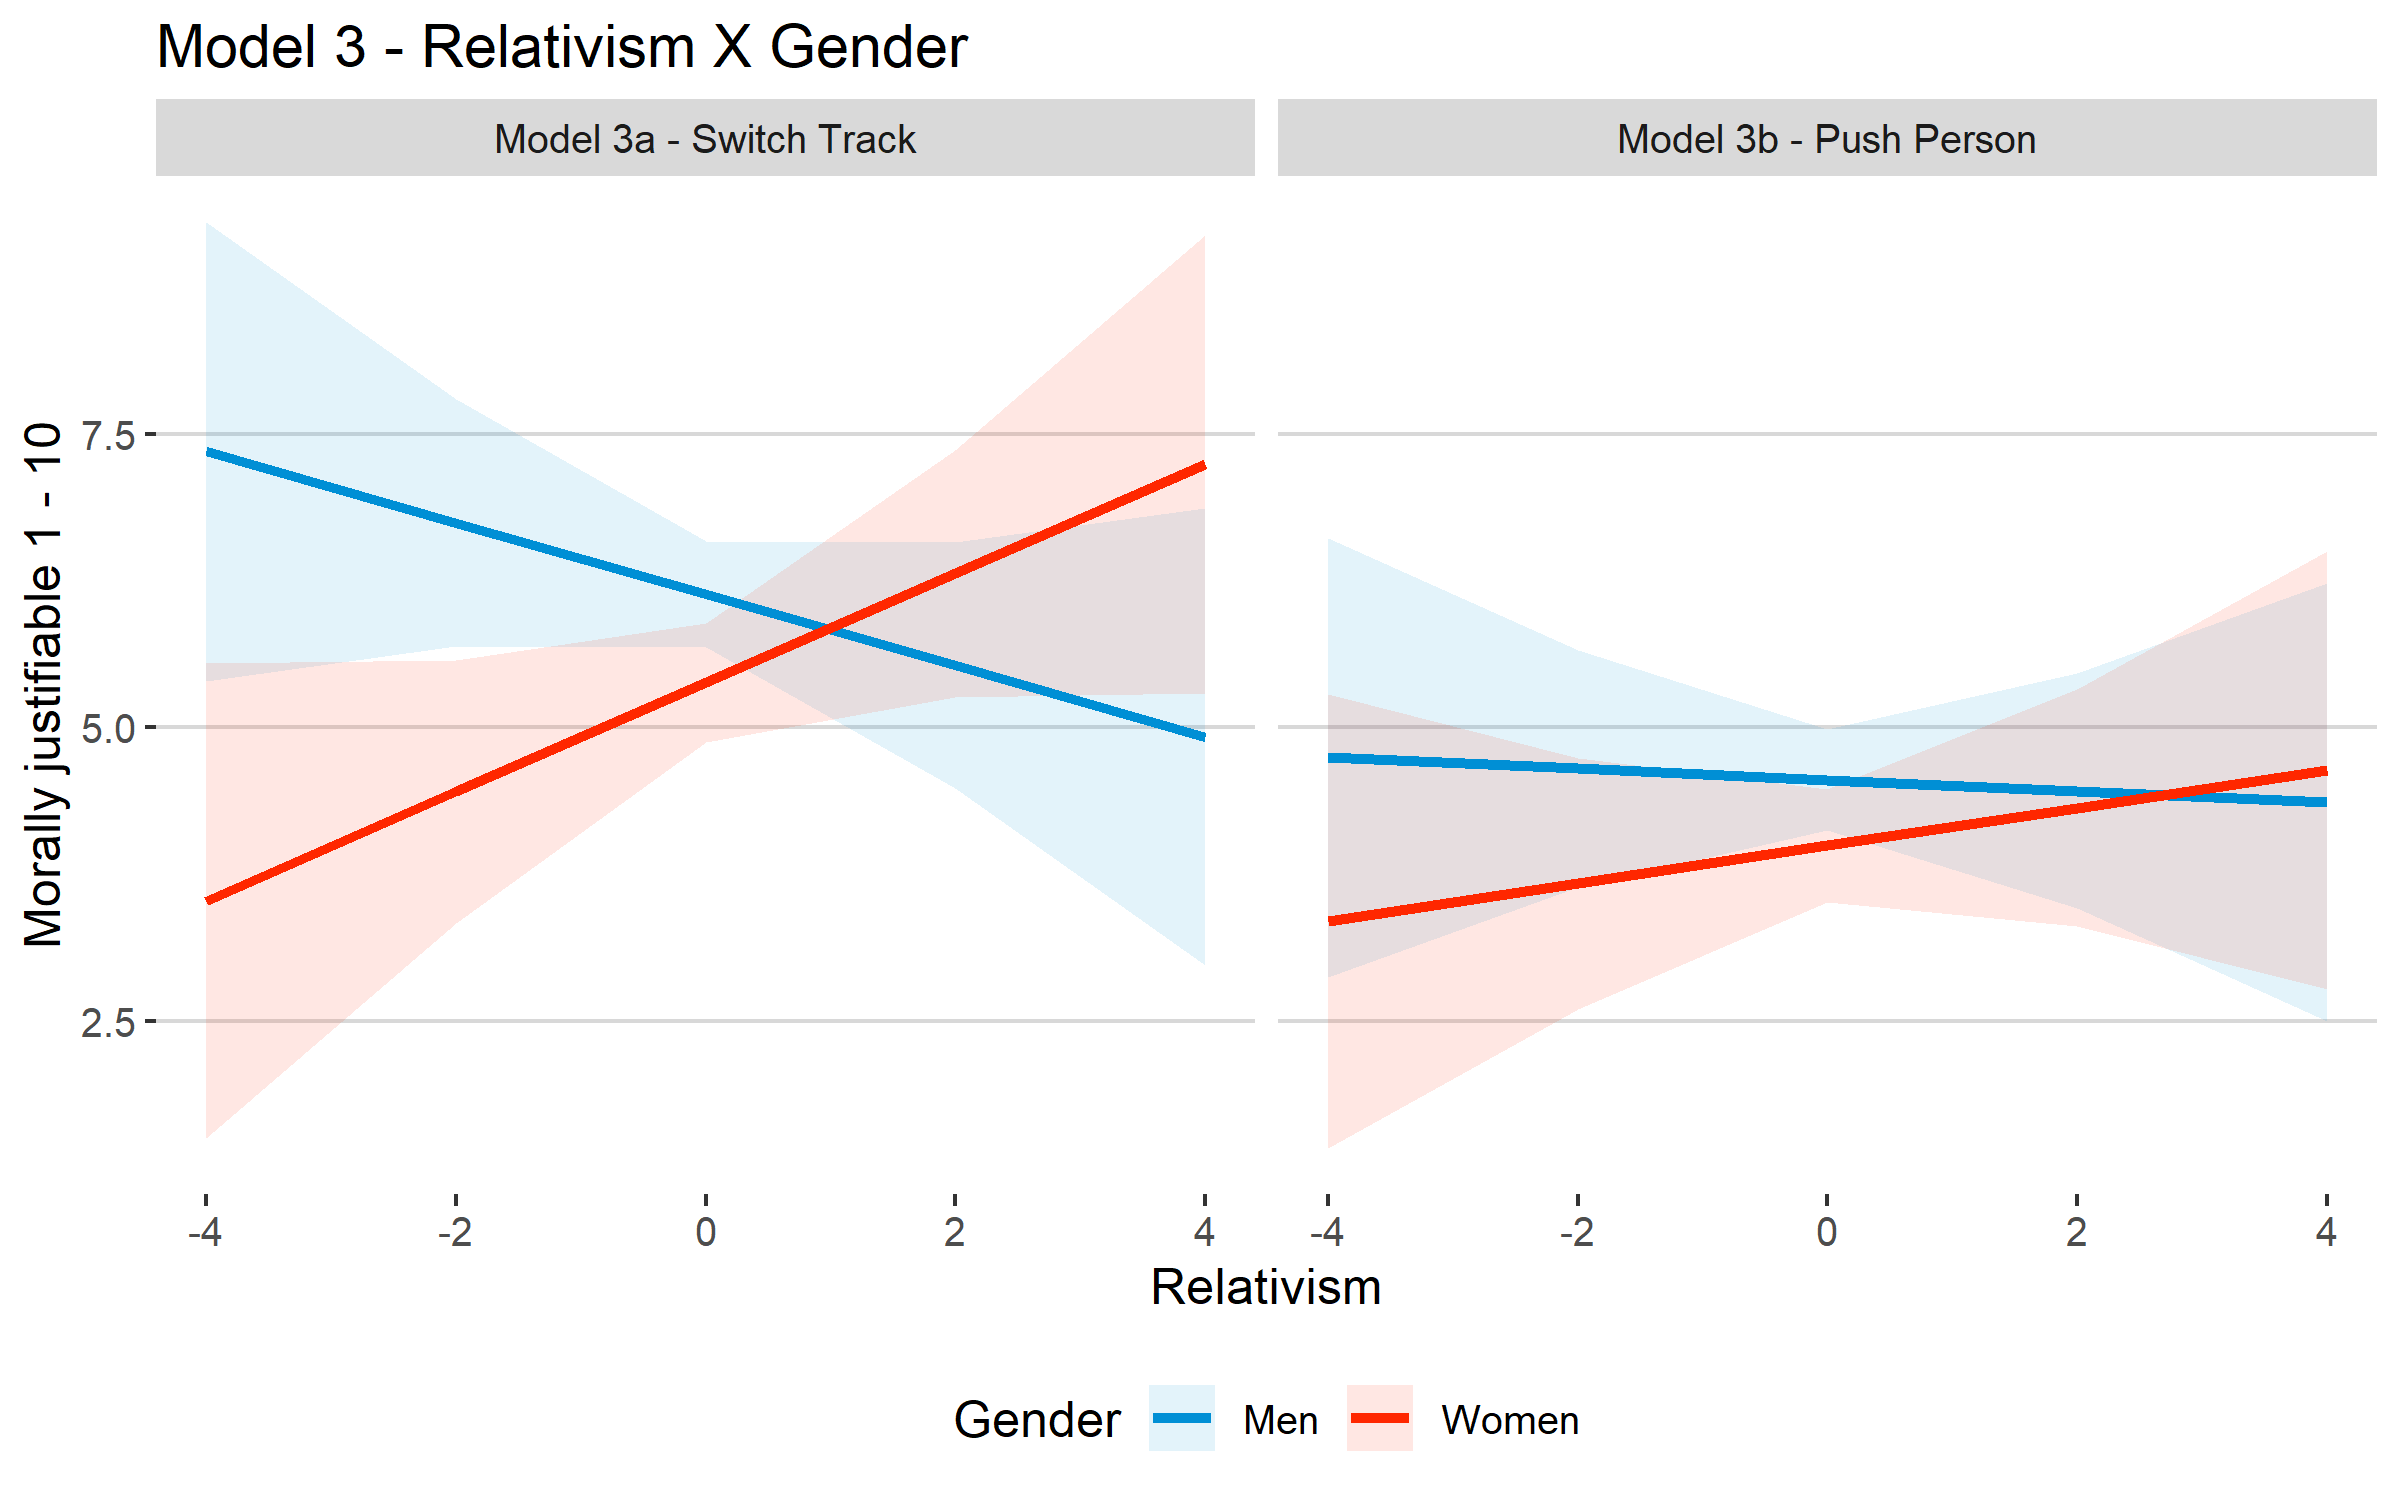 Model 3 - Relativism X Gender
Model 3a - Switch Track
Model 3b - Push Person
Morally justifiable 1 - 10
7.5
5.0
2.5
-4 -2 0 2 4
-4 -2 0 2 4
Relativism
Gender Men Women